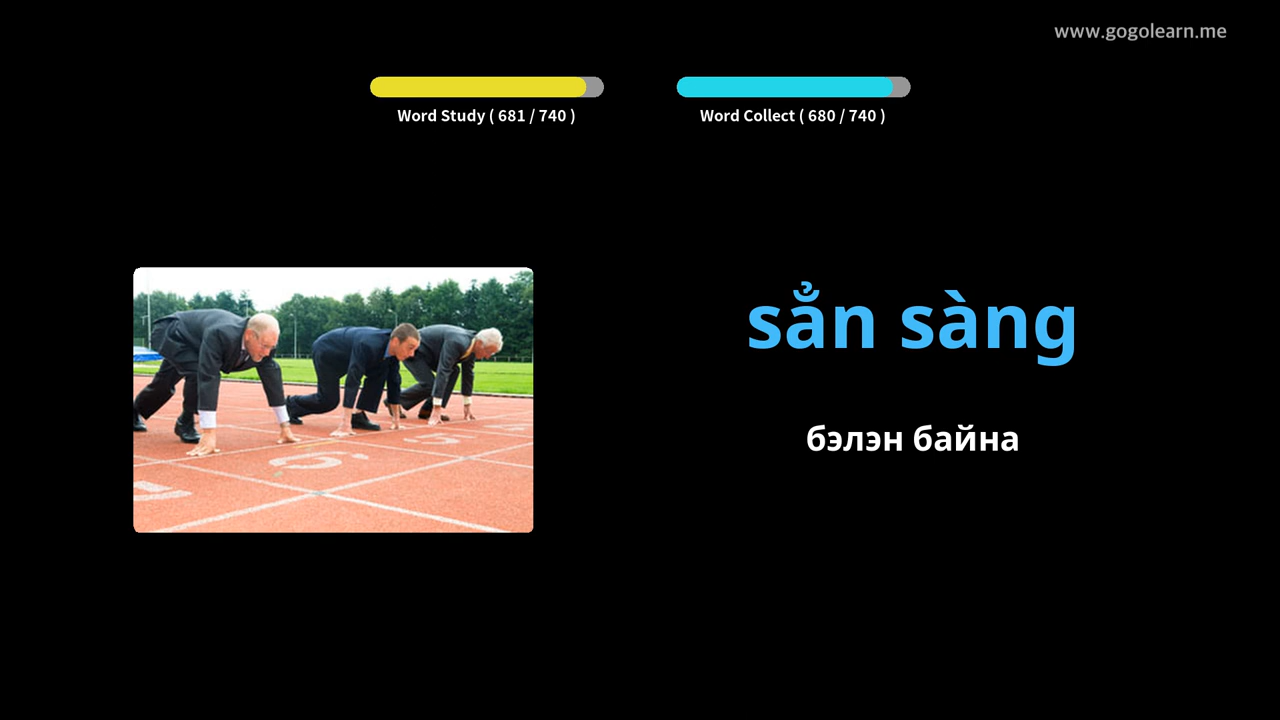 www.gogolearn.me
Word Study ( 681 / 740 )
Word Collect ( 680 / 740 )
sẳn sàng
бэлэн байна